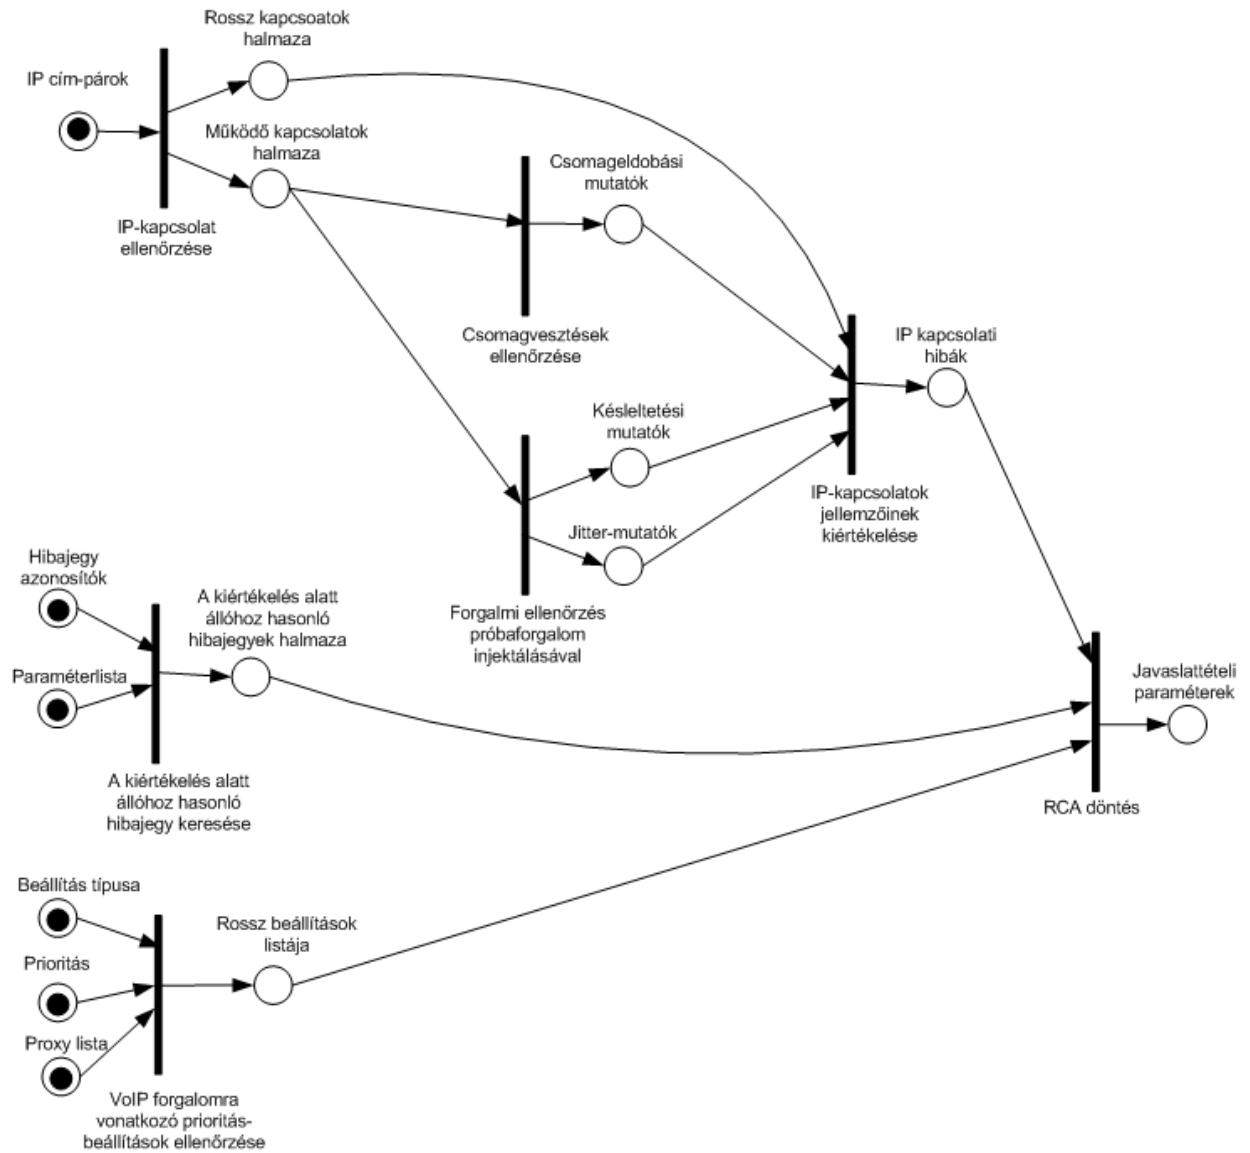 Rossz kapcsoatok
halmaza
IP cím-párok
Működő kapcsolatok
halmaza
IP-kapcsolat
ellenőrzése
Csomageldobási
mutatók
Csomagvesztések
ellenőrzése
IP kapcsolati
hibák
Késleltetési
mutatók
IP-kapcsolatok
jellemzőinek
kiértékelése
Jitter-mutatók
Forgalmi ellenőrzés
próbaforgalom
injektálásával
Hibajegy
azonosítók
A kiértékelés alatt
állóhoz hasonló
hibajegyek halmaza
Paraméterlista
A kiértékelés alatt
állóhoz hasonló
hibajegy keresése
Javaslattételi
paraméterek
RCA döntés
Beállítás típusa
Rossz beállítások
listája
Prioritás
Proxy lista
VoIP forgalomra
vonatkozó prioritás-
beállítások ellenőrzése